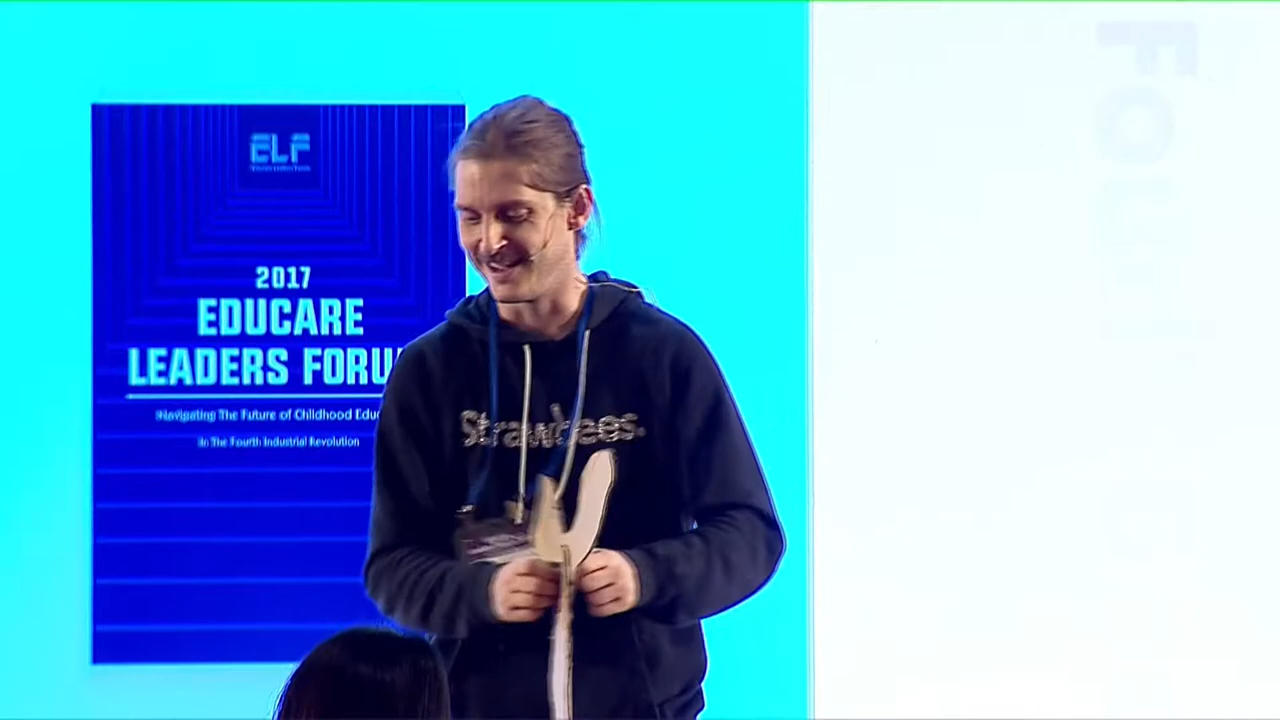 ELF
2017
EDUCARE
LEADERS FORU
Navigating The Future of Childhood Educ
In The Fourth Industrial Revolution
Strawbees.